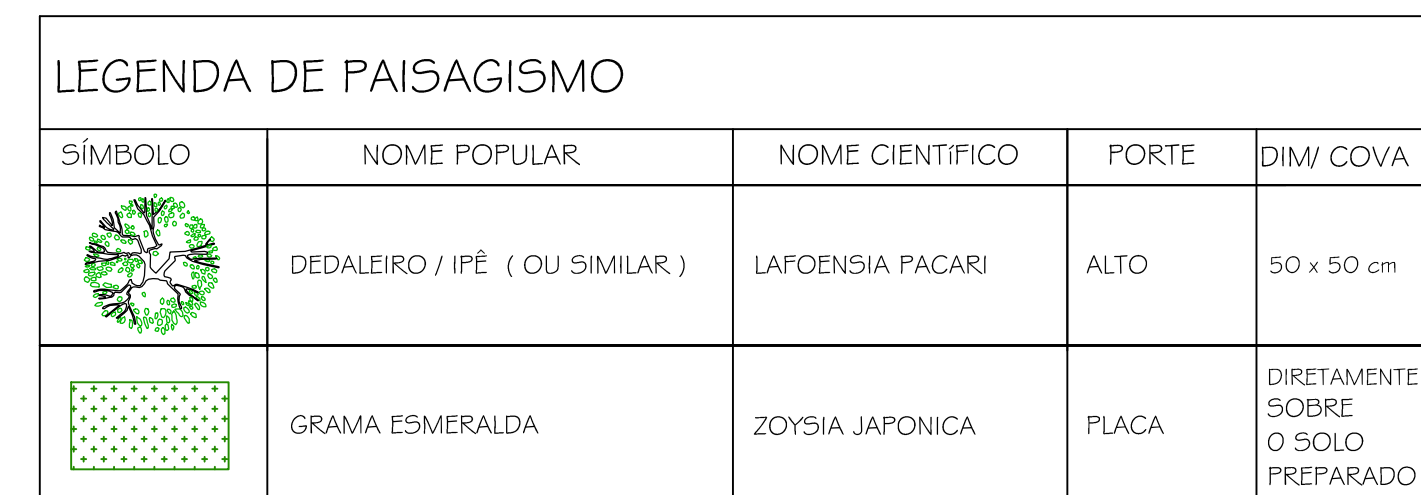 LEGENDA DE PAISAGISMO
SÍMBOLO NOME POPULAR NOME CIENTÍFICO PORTE DIM/ COVA
DEDALEIRO / IPÊ ( OU SIMILAR ) LAFOENSIA PACARI ALTO 50 x 50 cm
GRAMA ESMERALDA ZOYSIA JAPONICA PLACA DIRETAMENTE
SOBRE
O SOLO
PREPARADO